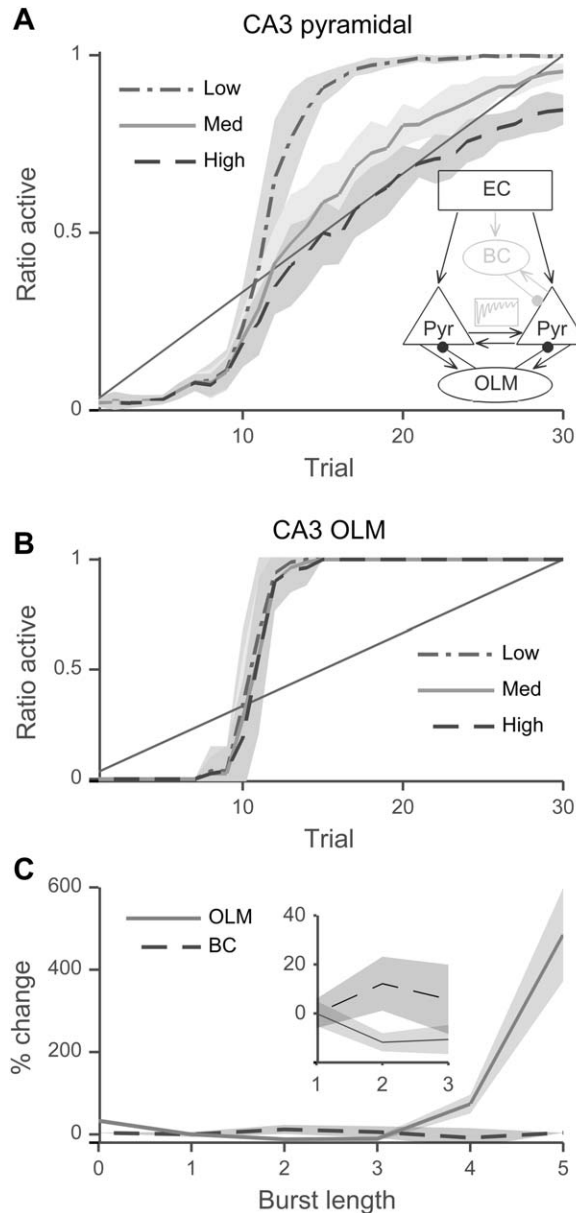 A
CA3 pyramidal
1
Low
Med
High
0.5
0
Ratio active
10
20
30
Trial
EC
BC
Pyr
Pyr
OLM
B
CA3 OLM
1
0.5
0
Ratio active
Low
Med
High
10
20
30
Trial
C
600
400
200
0
% change
OLM
BC
40
20
0
1
2
3
0
1
2
3
4
5
Burst length